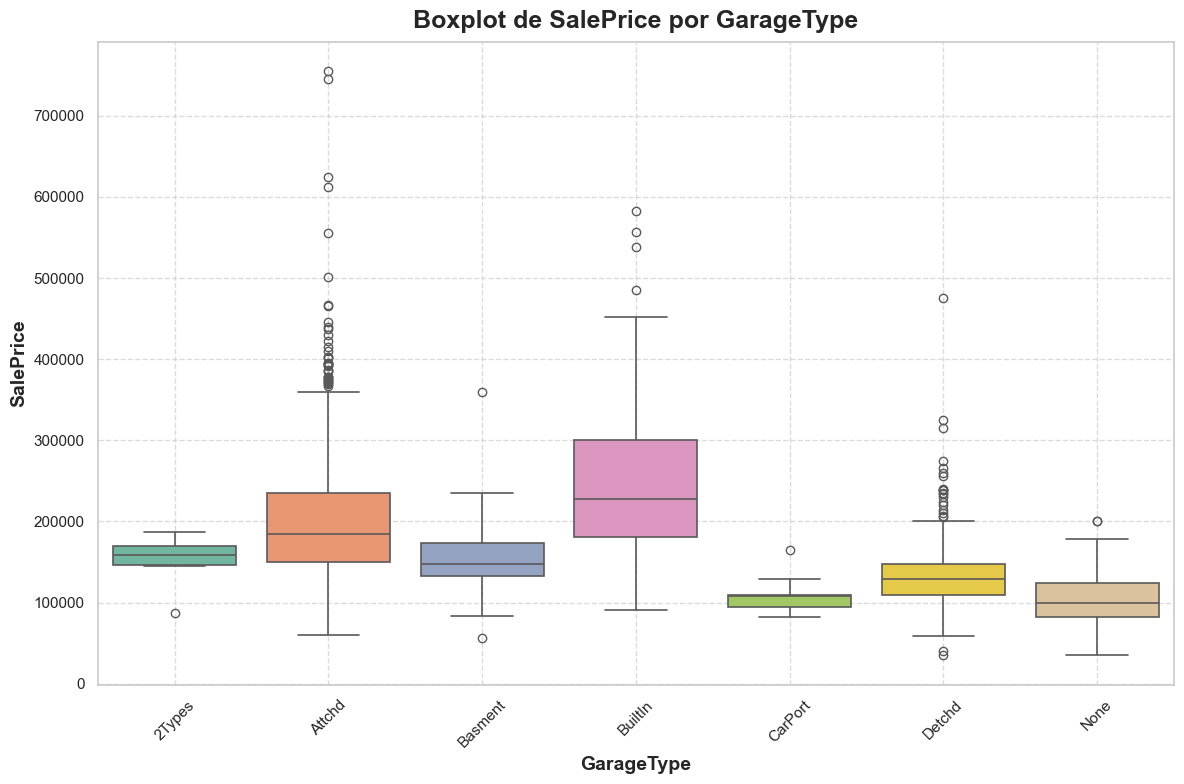 Boxplot de SalePrice por GarageType
SalePrice
700000
600000
500000
400000
300000
200000
100000
0
2Types
Attchd
Basment
BuiltIn
CarPort
Detchd
None
GarageType